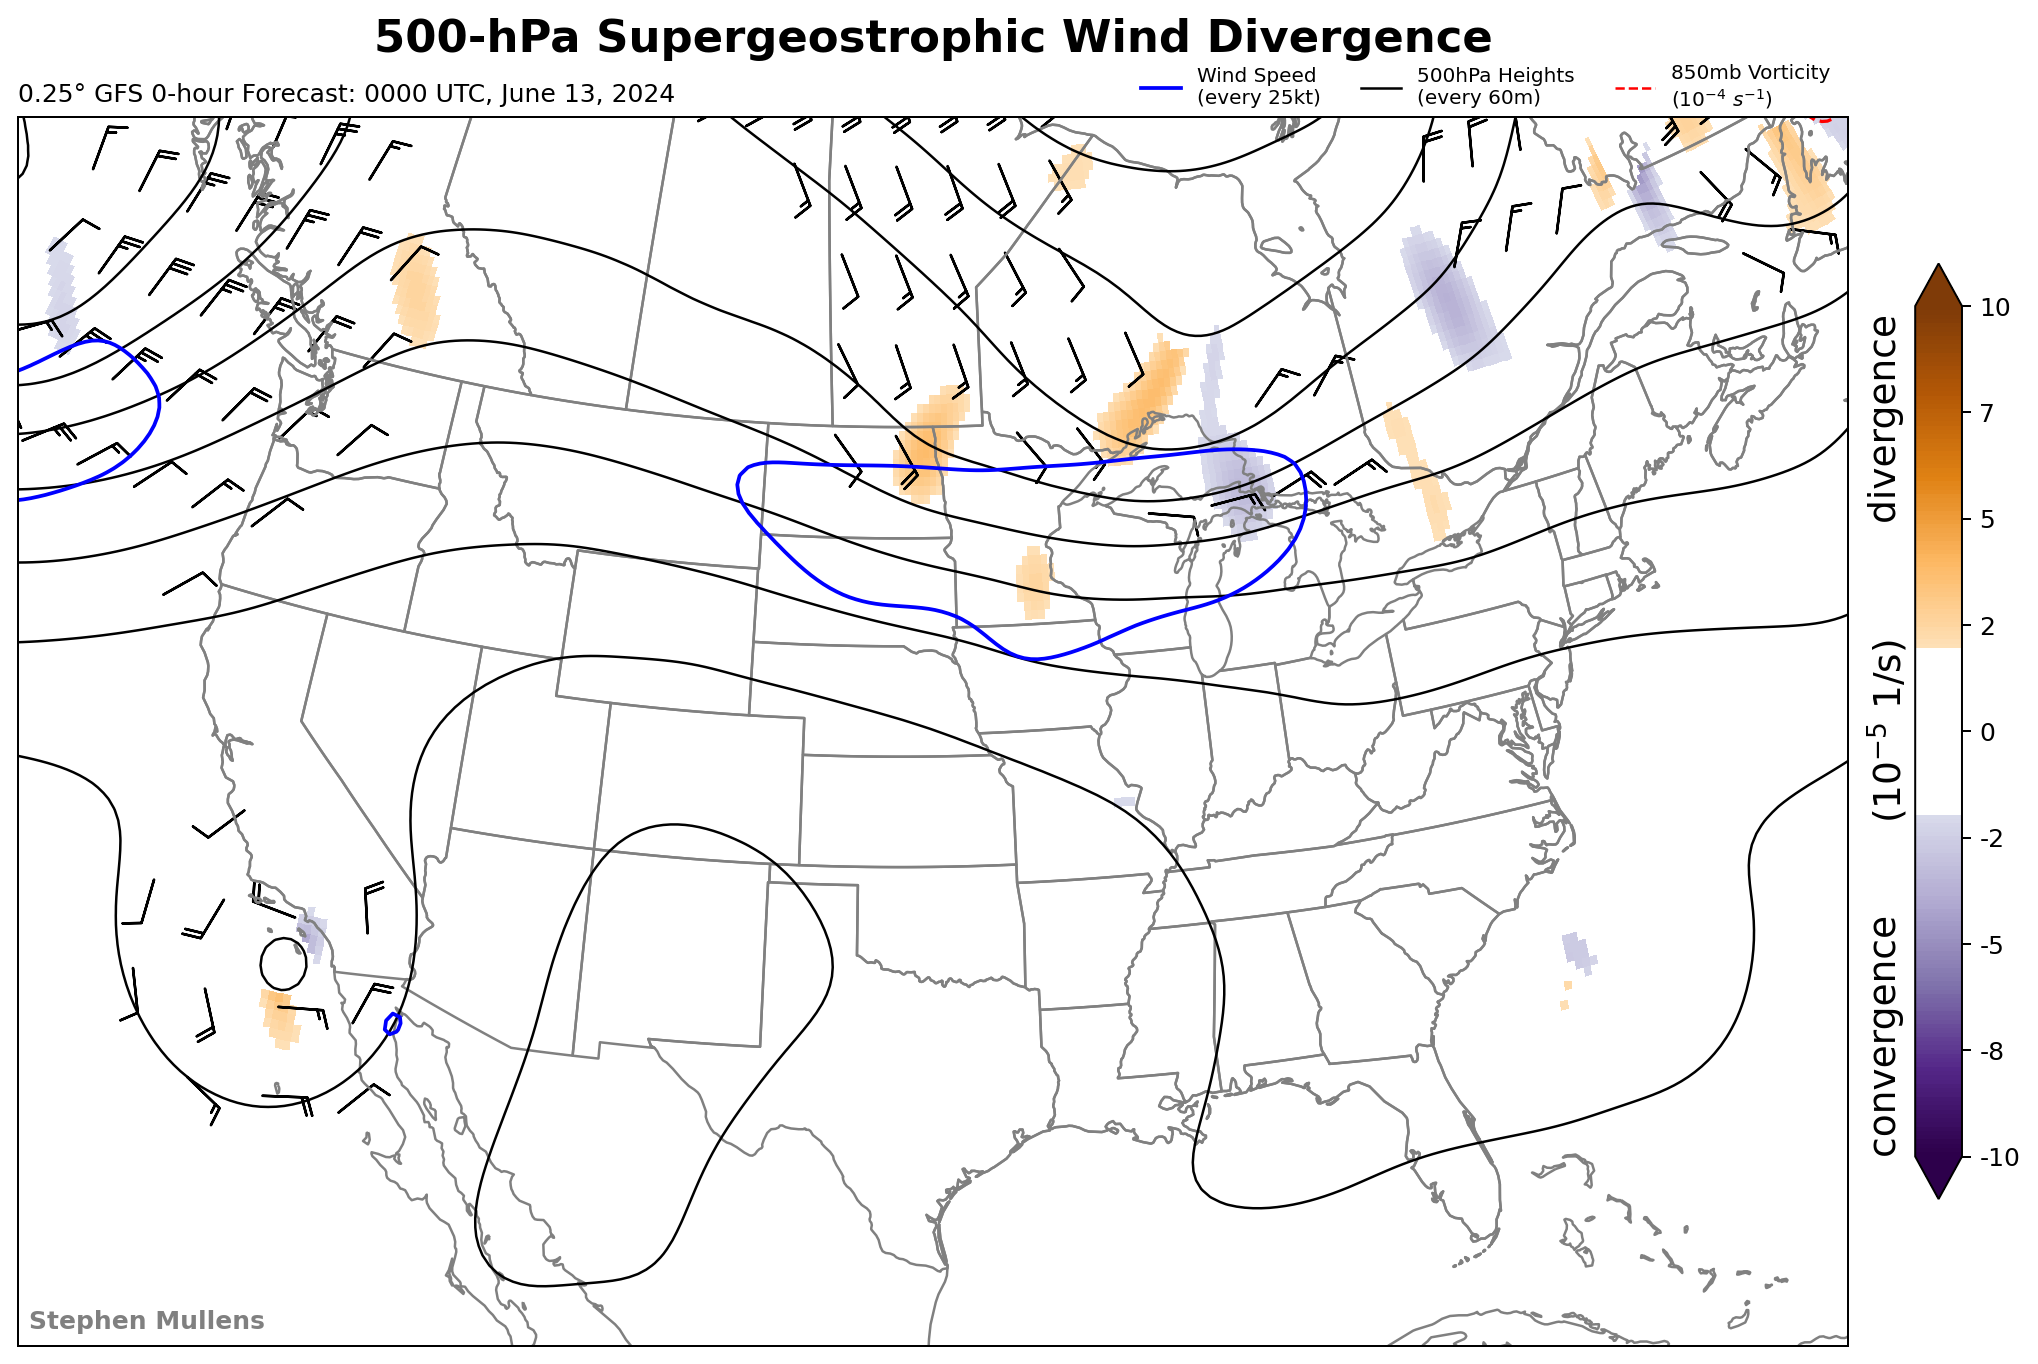 500-hPa Supergeostrophic Wind Divergence
0.25° GFS 0-hour Forecast: 0000 UTC, June 13, 2024
Wind Speed
(every 25kt)
500hPa Heights
(every 60m)
850mb Vorticity
(10⁻⁴ s⁻¹)
10
7
5
2
0
-2
-5
-8
-10
convergence (10⁻⁵ 1/s) divergence
Stephen Mullens